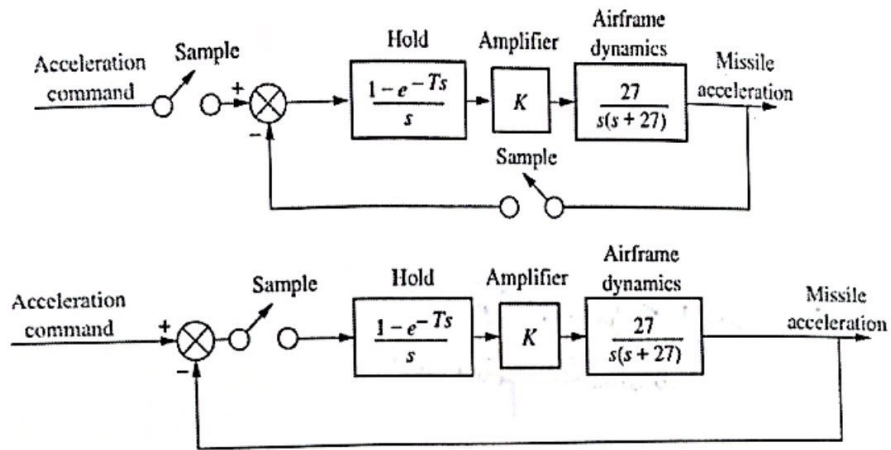 Acceleration
command
Sample
+
−
Hold
1 − e^−Ts
s
Amplifier
K
Airframe
dynamics
27
s(s + 27)
Missile
acceleration
Sample
Acceleration
command
+
−
Sample
Hold
1 − e^−Ts
s
Amplifier
K
Airframe
dynamics
27
s(s + 27)
Missile
acceleration